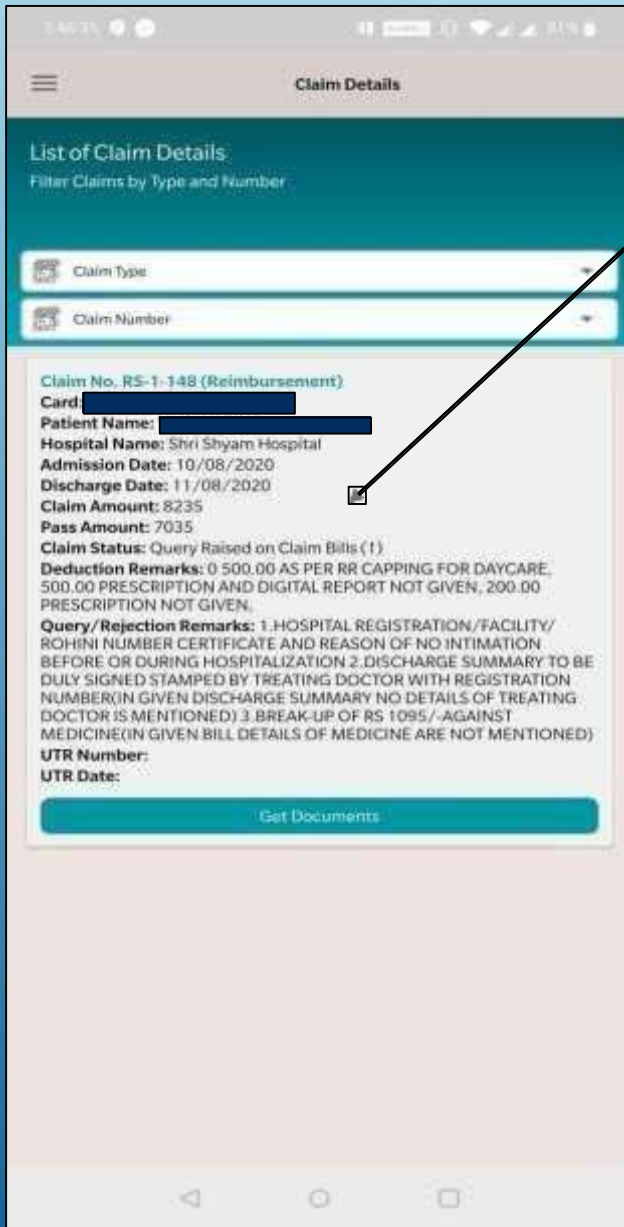 Claim Details
List of Claim Details
Filter Claims by Type and Number
Claim Type
Claim Number
Claim No. RS-1-148 (Reimbursement)
Card:
Patient Name:
Hospital Name: Shri Shyam Hospital
Admission Date: 10/08/2020
Discharge Date: 11/08/2020
Claim Amount: 8235
Pass Amount: 7035
Claim Status: Query Raised on Claim Bills (1)
Deduction Remarks: 0 500.00 AS PER RR CAPPING FOR DAYCARE,
500.00 PRESCRIPTION AND DIGITAL REPORT NOT GIVEN, 200.00
PRESCRIPTION NOT GIVEN,
Query/Rejection Remarks: 1.HOSPITAL REGISTRATION/FACILITY/
ROHINI NUMBER CERTIFICATE AND REASON OF NO INTIMATION
BEFORE OR DURING HOSPITALIZATION 2.DISCHARGE SUMMARY TO BE
DULY SIGNED STAMPED BY TREATING DOCTOR WITH REGISTRATION
NUMBER(IN GIVEN DISCHARGE SUMMARY NO DETAILS OF TREATING
DOCTOR IS MENTIONED) 3.BREAK-UP OF RS 1095/-AGAINST
MEDICINE(IN GIVEN BILL DETAILS OF MEDICINE ARE NOT MENTIONED)
UTR Number:
UTR Date:
Get Documents